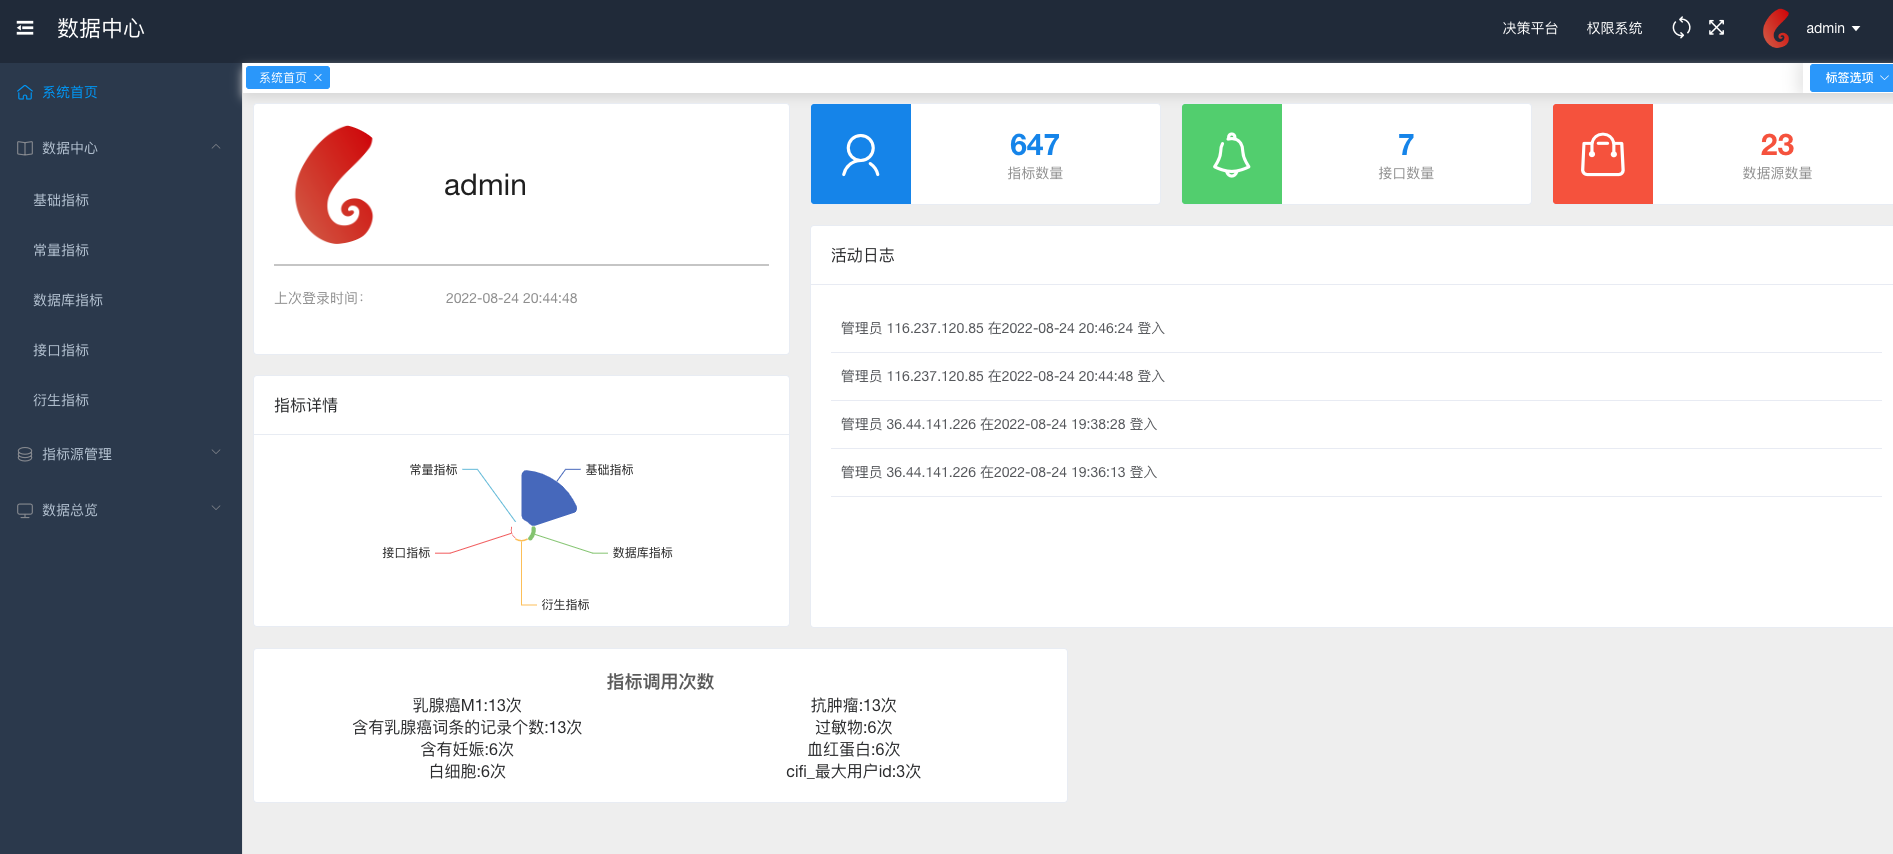 数据中心
决策平台
权限系统
admin
系统首页
数据中心
基础指标
常量指标
数据库指标
接口指标
衍生指标
指标源管理
数据总览
系统首页
标签选项
admin
上次登录时间：
2022-08-24 20:44:48
647
指标数量
7
接口数量
23
数据源数量
活动日志
管理员 116.237.120.85 在2022-08-24 20:46:24 登入
管理员 116.237.120.85 在2022-08-24 20:44:48 登入
管理员 36.44.141.226 在2022-08-24 19:38:28 登入
管理员 36.44.141.226 在2022-08-24 19:36:13 登入
指标详情
常量指标
基础指标
接口指标
数据库指标
衍生指标
指标调用次数
乳腺癌M1:13次
抗肿瘤:13次
含有乳腺癌词条的记录个数:13次
过敏物:6次
含有妊娠:6次
血红蛋白:6次
白细胞:6次
cifi_最大用户id:3次